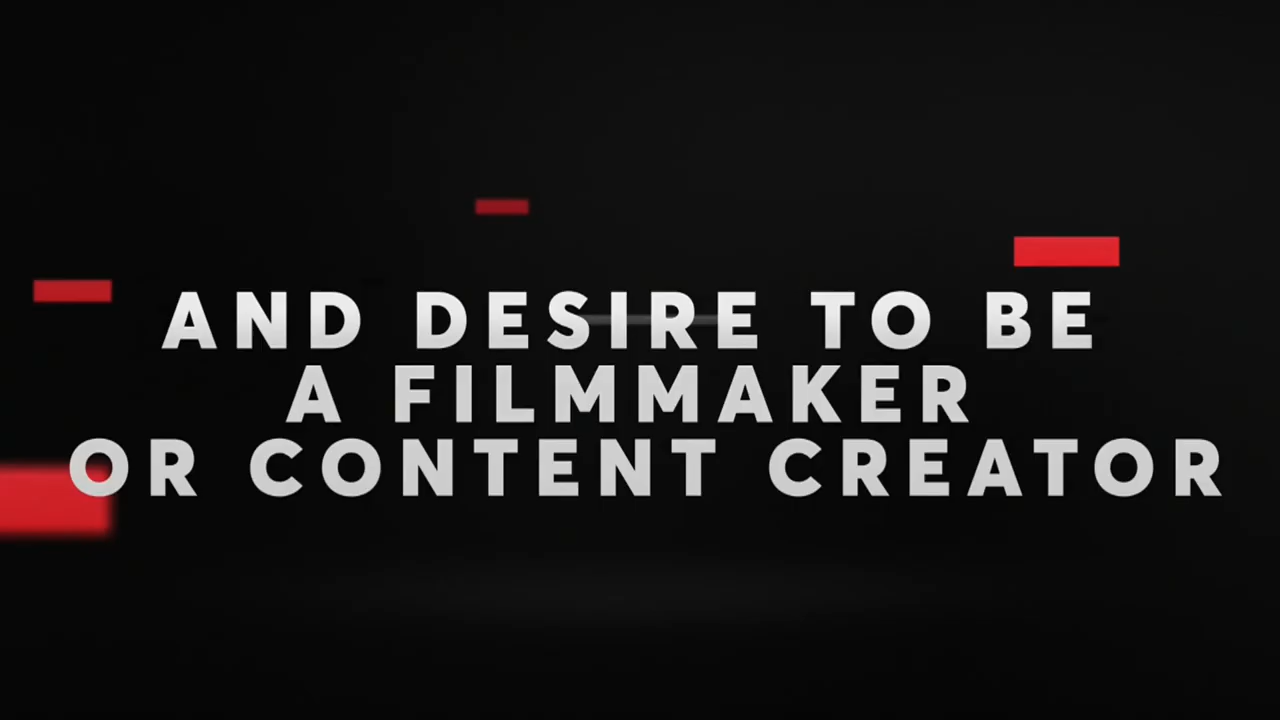 AND DESIRE TO BE
A FILMMAKER
OR CONTENT CREATOR